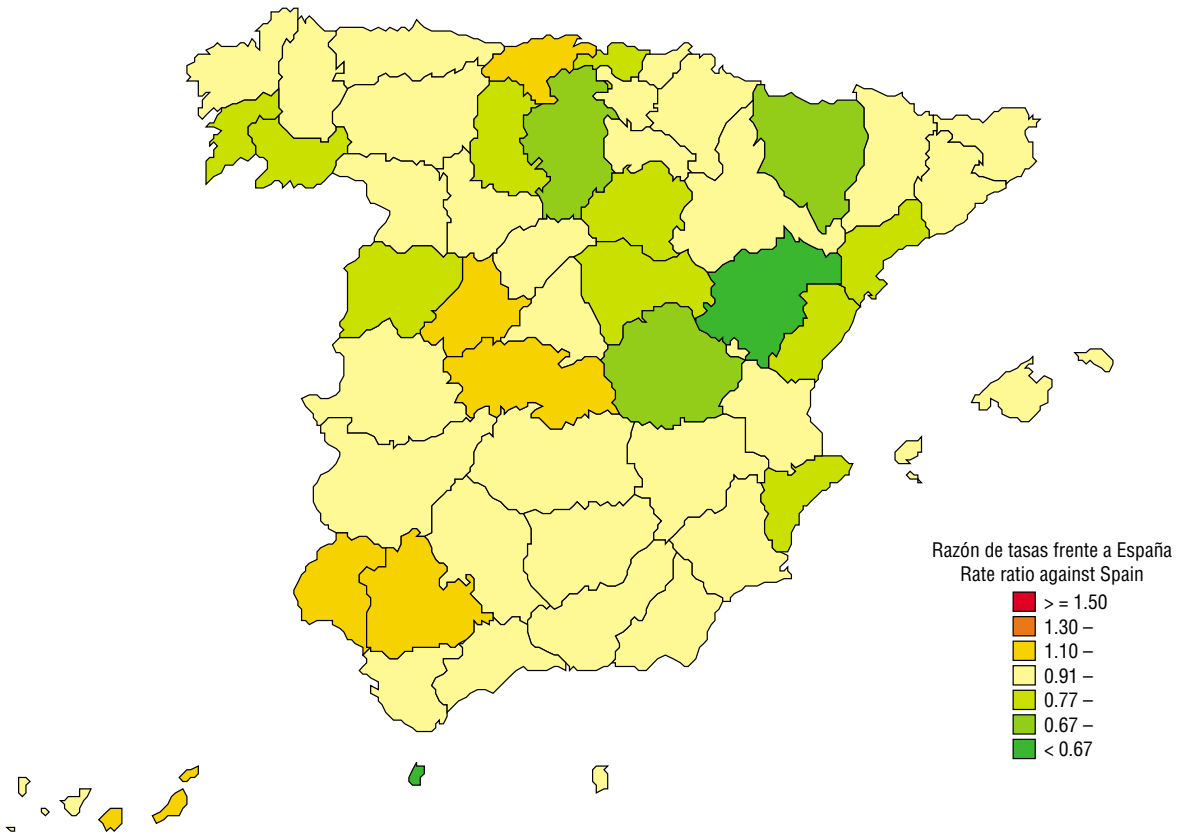 Razón de tasas frente a España
Rate ratio against Spain
> = 1.50
1.30 –
1.10 –
0.91 –
0.77 –
0.67 –
< 0.67